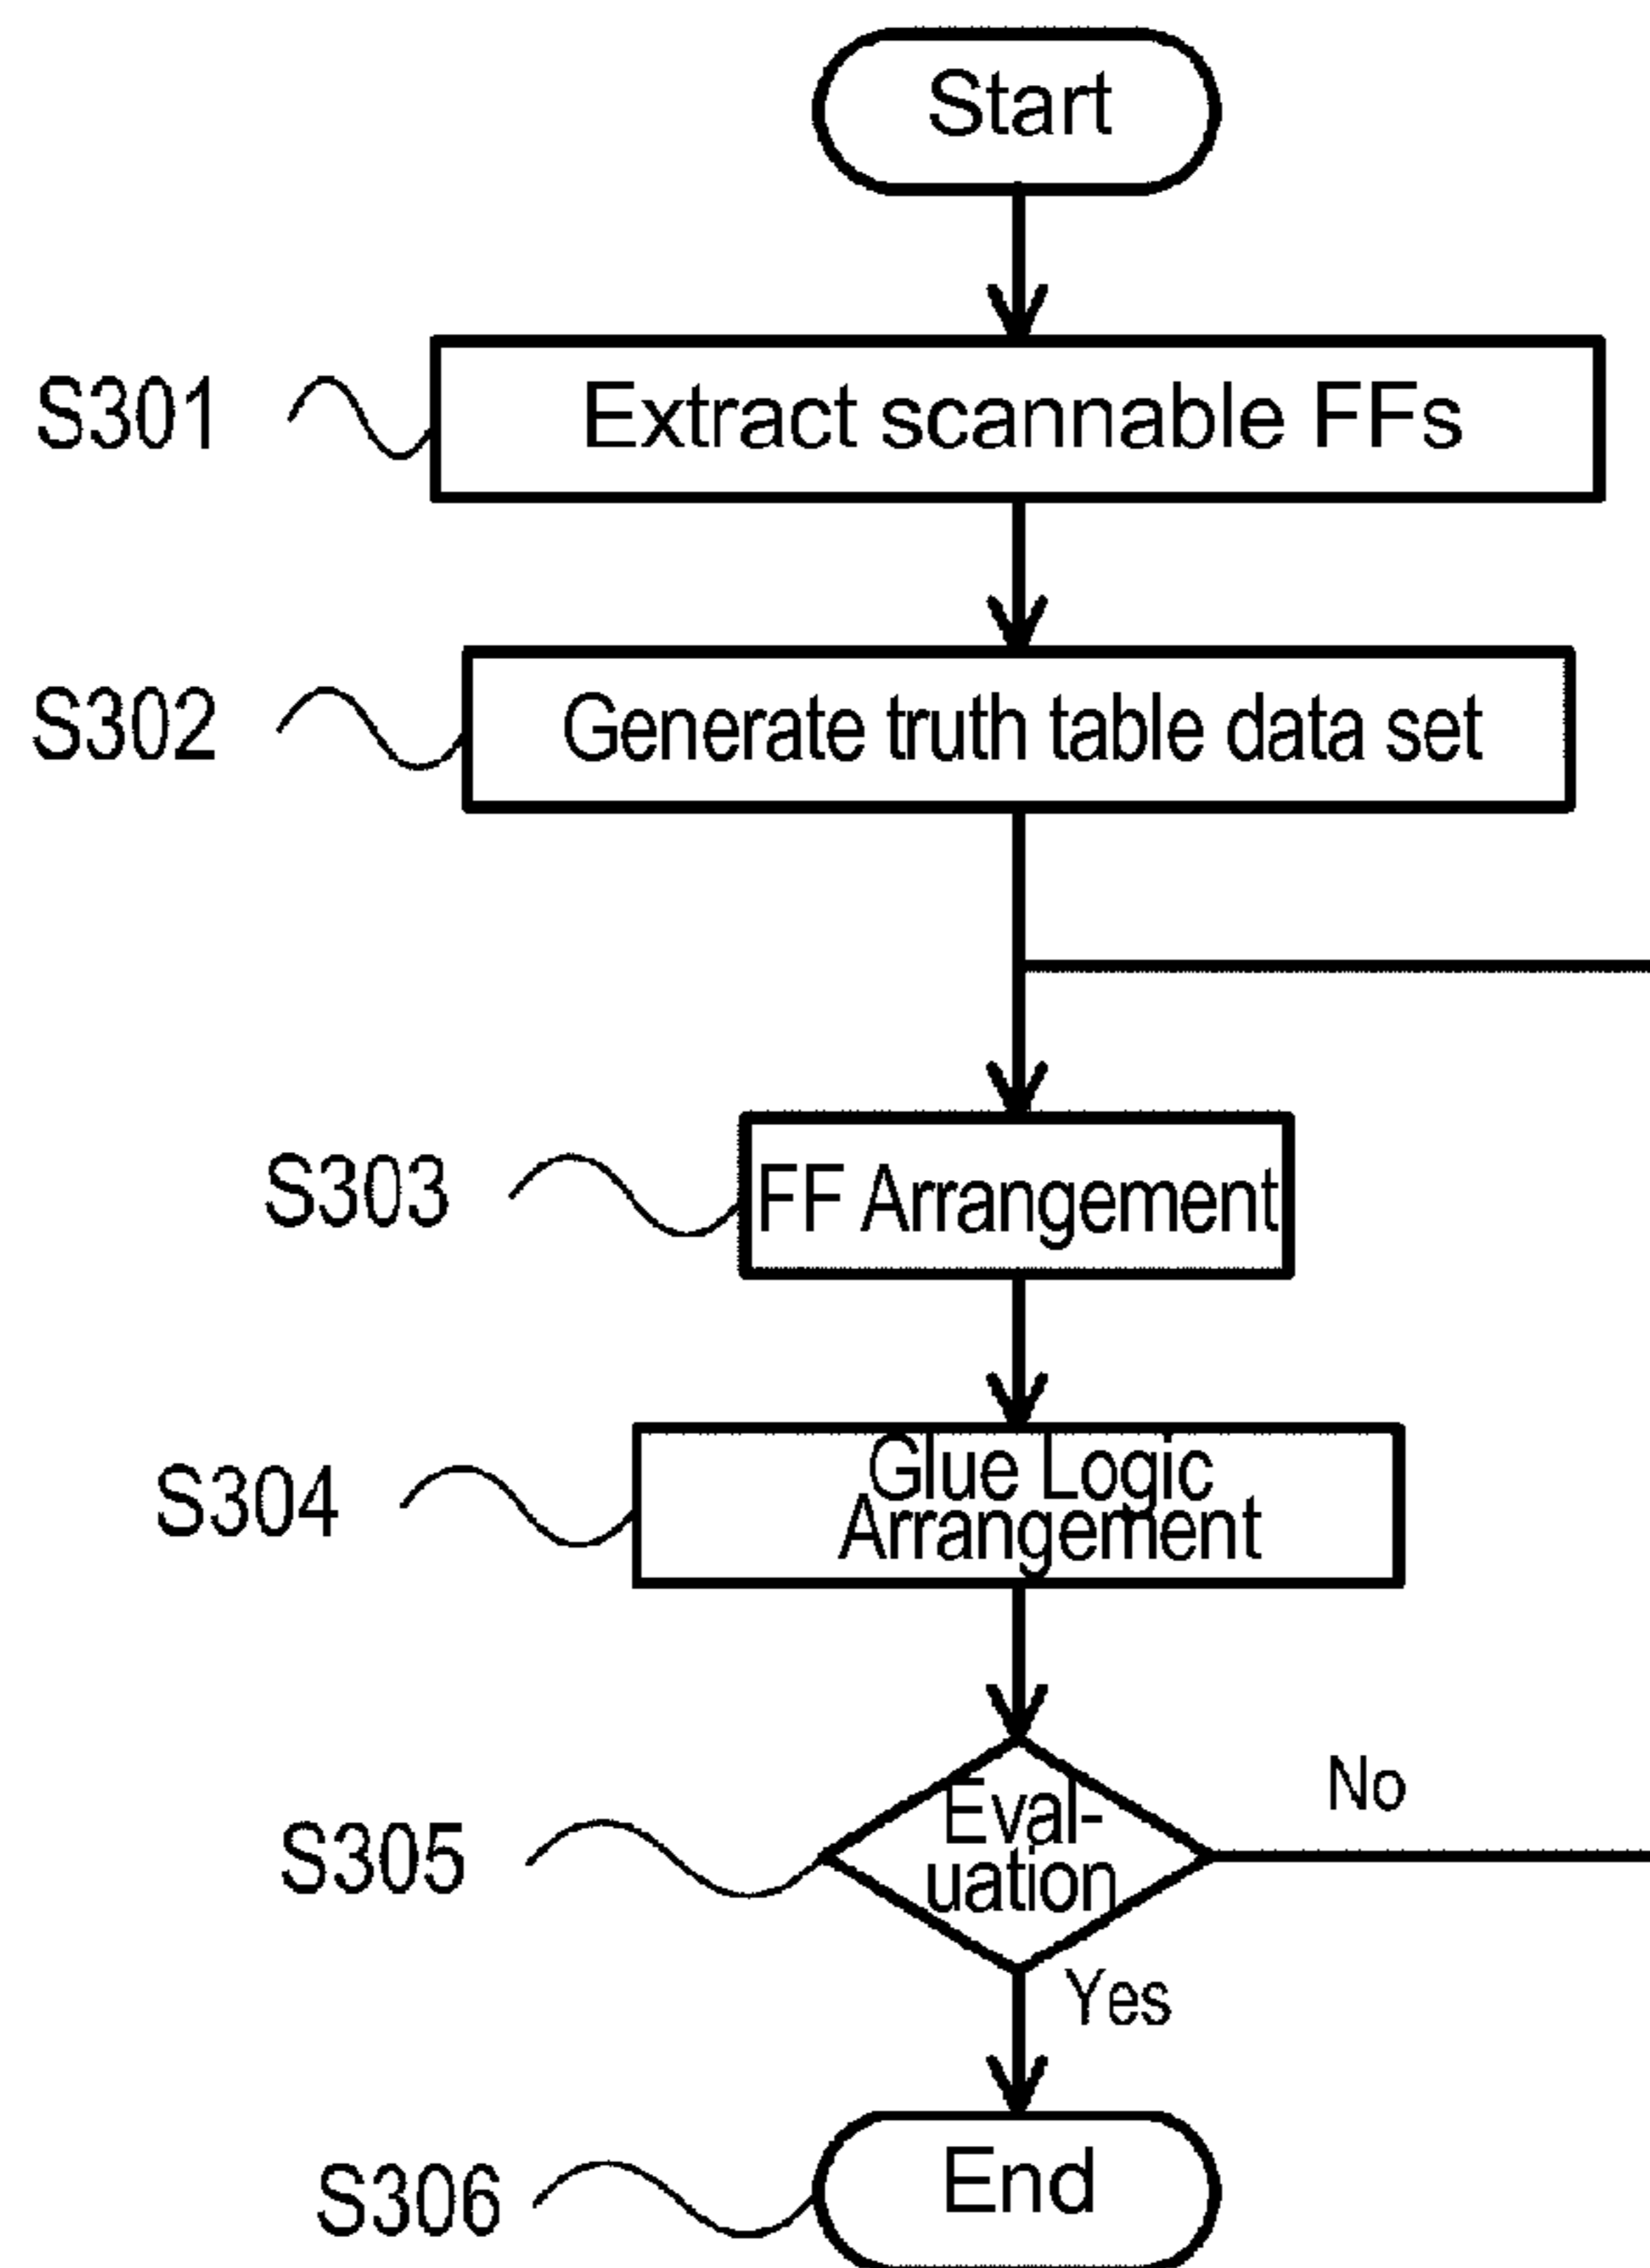 Start
S301
Extract scannable FFs
S302
Generate truth table data set
S303
FF Arrangement
S304
Glue Logic
Arrangement
S305
Eval-
uation
No
Yes
S306
End